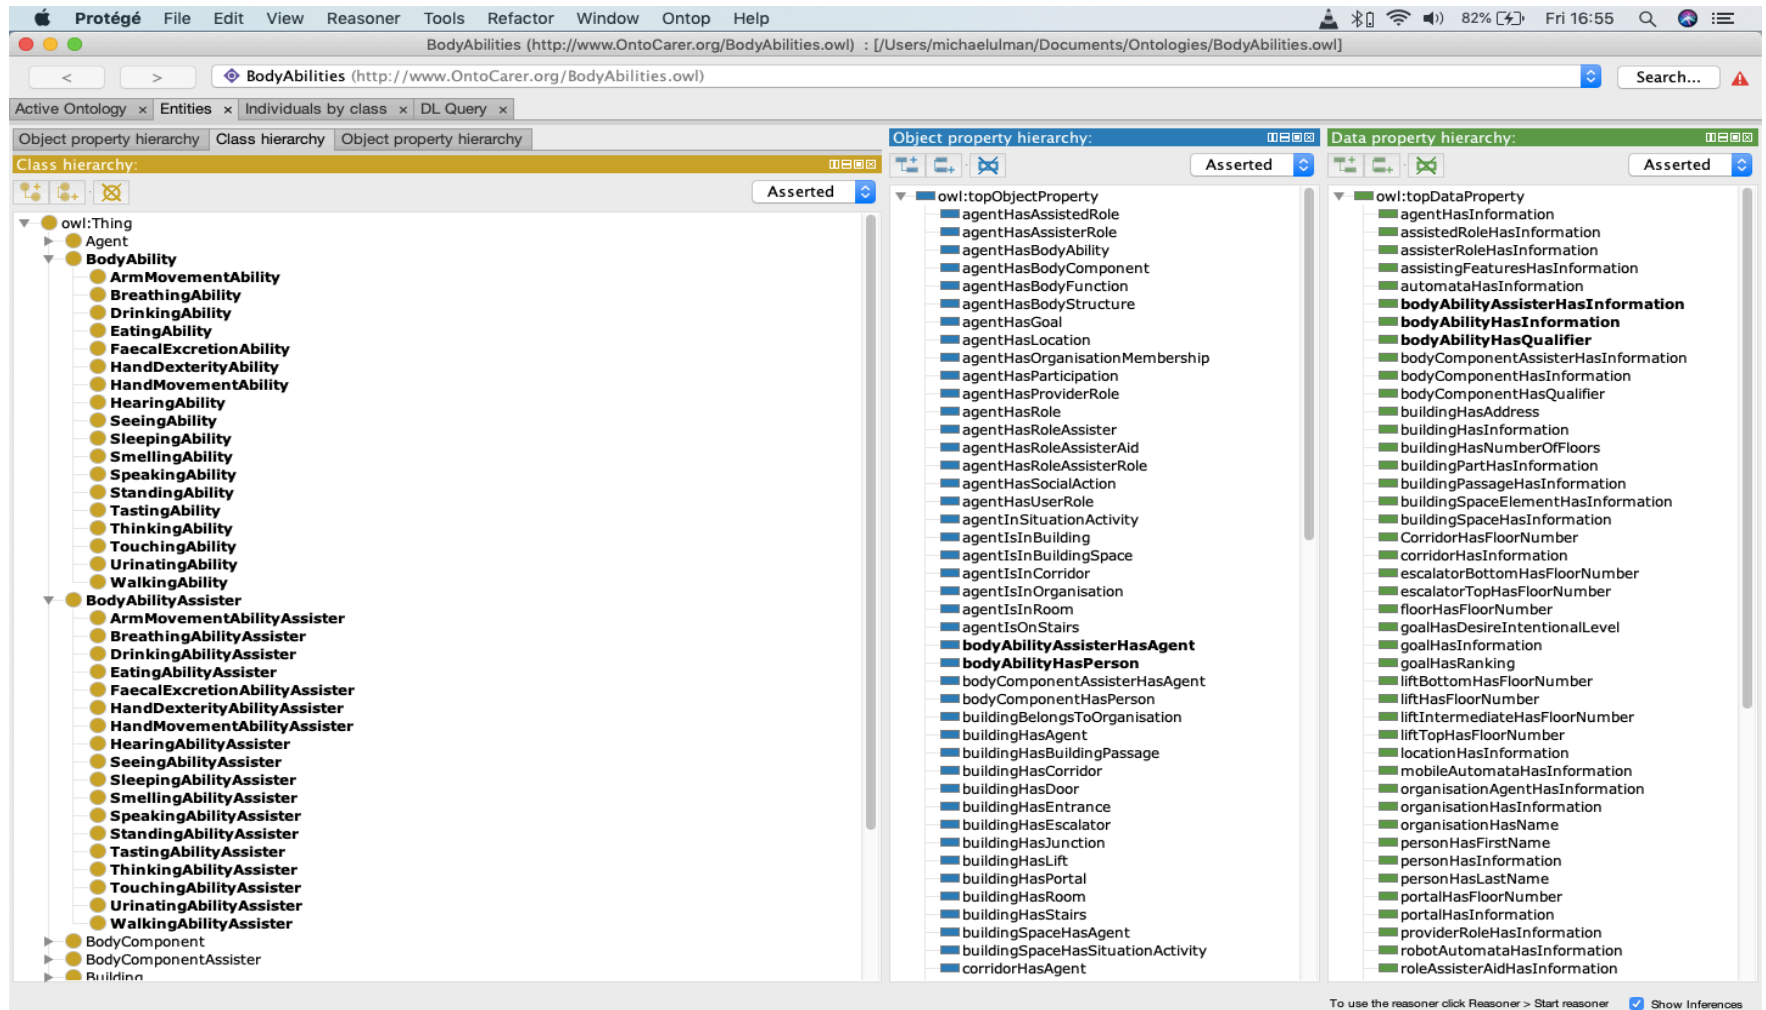 Protégé File Edit View Reasoner Tools Refactor Window Ontop Help 82% Fri 16:55
BodyAbilities (http://www.OntoCarer.org/BodyAbilities.owl) : [/Users/michaelulman/Documents/Ontologies/BodyAbilities.owl]
< > BodyAbilities (http://www.OntoCarer.org/BodyAbilities.owl) Search...
Active Ontology × Entities × Individuals by class × DL Query ×
Object property hierarchy Class hierarchy Object property hierarchy
Class hierarchy:
Asserted
owl:Thing
Agent
BodyAbility
ArmMovementAbility
BreathingAbility
DrinkingAbility
EatingAbility
FaecalExcretionAbility
HandDexterityAbility
HandMovementAbility
HearingAbility
SeeingAbility
SleepingAbility
SmellingAbility
SpeakingAbility
StandingAbility
TastingAbility
ThinkingAbility
TouchingAbility
UrinatingAbility
WalkingAbility
BodyAbilityAssister
ArmMovementAbilityAssister
BreathingAbilityAssister
DrinkingAbilityAssister
EatingAbilityAssister
FaecalExcretionAbilityAssister
HandDexterityAbilityAssister
HandMovementAbilityAssister
HearingAbilityAssister
SeeingAbilityAssister
SleepingAbilityAssister
SmellingAbilityAssister
SpeakingAbilityAssister
StandingAbilityAssister
TastingAbilityAssister
ThinkingAbilityAssister
TouchingAbilityAssister
UrinatingAbilityAssister
WalkingAbilityAssister
BodyComponent
BodyComponentAssister
Building
Object property hierarchy:
Asserted
owl:topObjectProperty
agentHasAssistedRole
agentHasAssisterRole
agentHasBodyAbility
agentHasBodyComponent
agentHasBodyFunction
agentHasBodyStructure
agentHasGoal
agentHasLocation
agentHasOrganisationMembership
agentHasParticipation
agentHasProviderRole
agentHasRole
agentHasRoleAssister
agentHasRoleAssisterAid
agentHasRoleAssisterRole
agentHasSocialAction
agentHasUserRole
agentInSituationActivity
agentIsInBuilding
agentIsInBuildingSpace
agentIsInCorridor
agentIsInOrganisation
agentIsInRoom
agentIsOnStairs
bodyAbilityAssisterHasAgent
bodyAbilityHasPerson
bodyComponentAssisterHasAgent
bodyComponentHasPerson
buildingBelongsToOrganisation
buildingHasAgent
buildingHasBuildingPassage
buildingHasCorridor
buildingHasDoor
buildingHasEntrance
buildingHasEscalator
buildingHasJunction
buildingHasLift
buildingHasPortal
buildingHasRoom
buildingHasStairs
buildingSpaceHasAgent
buildingSpaceHasSituationActivity
corridorHasAgent
Data property hierarchy:
Asserted
owl:topDataProperty
agentHasInformation
assistedRoleHasInformation
assisterRoleHasInformation
assistingFeaturesHasInformation
automataHasInformation
bodyAbilityAssisterHasInformation
bodyAbilityHasInformation
bodyAbilityHasQualifier
bodyComponentAssisterHasInformation
bodyComponentHasInformation
bodyComponentHasQualifier
buildingHasAddress
buildingHasInformation
buildingHasNumberOfFloors
buildingPartHasInformation
buildingPassageHasInformation
buildingSpaceElementHasInformation
buildingSpaceHasInformation
CorridorHasFloorNumber
corridorHasInformation
escalatorBottomHasFloorNumber
escalatorTopHasFloorNumber
floorHasFloorNumber
goalHasDesireIntentionalLevel
goalHasInformation
goalHasRanking
liftBottomHasFloorNumber
liftHasFloorNumber
liftIntermediateHasFloorNumber
liftTopHasFloorNumber
locationHasInformation
mobileAutomataHasInformation
organisationAgentHasInformation
organisationHasInformation
organisationHasName
personHasFirstName
personHasInformation
personHasLastName
portalHasFloorNumber
portalHasInformation
providerRoleHasInformation
robotAutomataHasInformation
roleAssisterAidHasInformation
To use the reasoner click Reasoner > Start reasoner Show Inferences